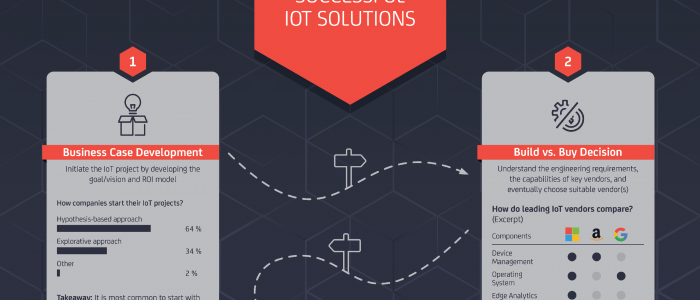 SUCCESSFUL
IOT SOLUTIONS
1
Business Case Development
Initiate the IoT project by developing the
goal/vision and ROI model
How companies start their IoT projects?
Hypothesis-based approach
64 %
Explorative approach
34 %
Other
2 %
Takeaway: It is most common to start with
2
Build vs. Buy Decision
Understand the engineering requirements,
the capabilities of key vendors, and
eventually choose suitable vendor(s)
How do leading IoT vendors compare?
(Excerpt)
Components
a
G
Device
Management
Operating
System
Edge Analytics